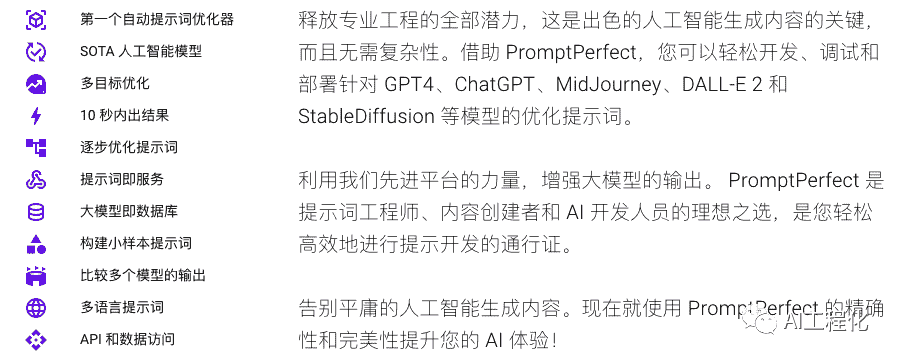 第一个自动提示词优化器
SOTA 人工智能模型
多目标优化
10 秒内出结果
逐步优化提示词
提示词即服务
大模型即数据库
构建小样本提示词
比较多个模型的输出
多语言提示词
API 和数据访问
释放专业工程的全部潜力，这是出色的人工智能生成内容的关键，
而且无需复杂性。借助 PromptPerfect，您可以轻松开发、调试和
部署针对 GPT4、ChatGPT、MidJourney、DALL-E 2 和
StableDiffusion 等模型的优化提示词。
利用我们先进平台的力量，增强大模型的输出。 PromptPerfect 是
提示词工程师、内容创建者和 AI 开发人员的理想之选，是您轻松
高效地进行提示开发的通行证。
告别平庸的人工智能生成内容。现在就使用 PromptPerfect 的精确
性和完美性提升您的 AI 体验！
AI工程化